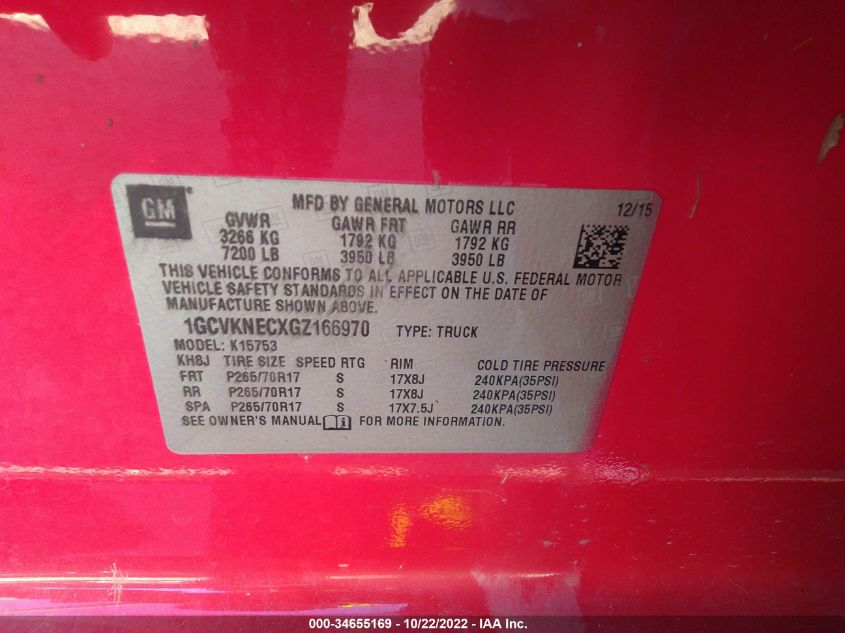 GM
MFD BY GENERAL MOTORS LLC 12/15
GVWR GAWR FRT GAWR RR
3266 KG 1792 KG 1792 KG
7200 LB 3950 LB 3950 LB
THIS VEHICLE CONFORMS TO ALL APPLICABLE U.S. FEDERAL MOTOR
VEHICLE SAFETY STANDARDS IN EFFECT ON THE DATE OF
MANUFACTURE SHOWN ABOVE.
1GCVKNECXGZ166970 TYPE: TRUCK
MODEL: K15753
KH8J TIRE SIZE SPEED RTG RIM COLD TIRE PRESSURE
FRT P265/70R17 S 17X8J 240KPA(35PSI)
RR P265/70R17 S 17X8J 240KPA(35PSI)
SPA P265/70R17 S 17X7.5J 240KPA(35PSI)
SEE OWNER'S MANUAL FOR MORE INFORMATION.
000-34655169 - 10/22/2022 - IAA Inc.